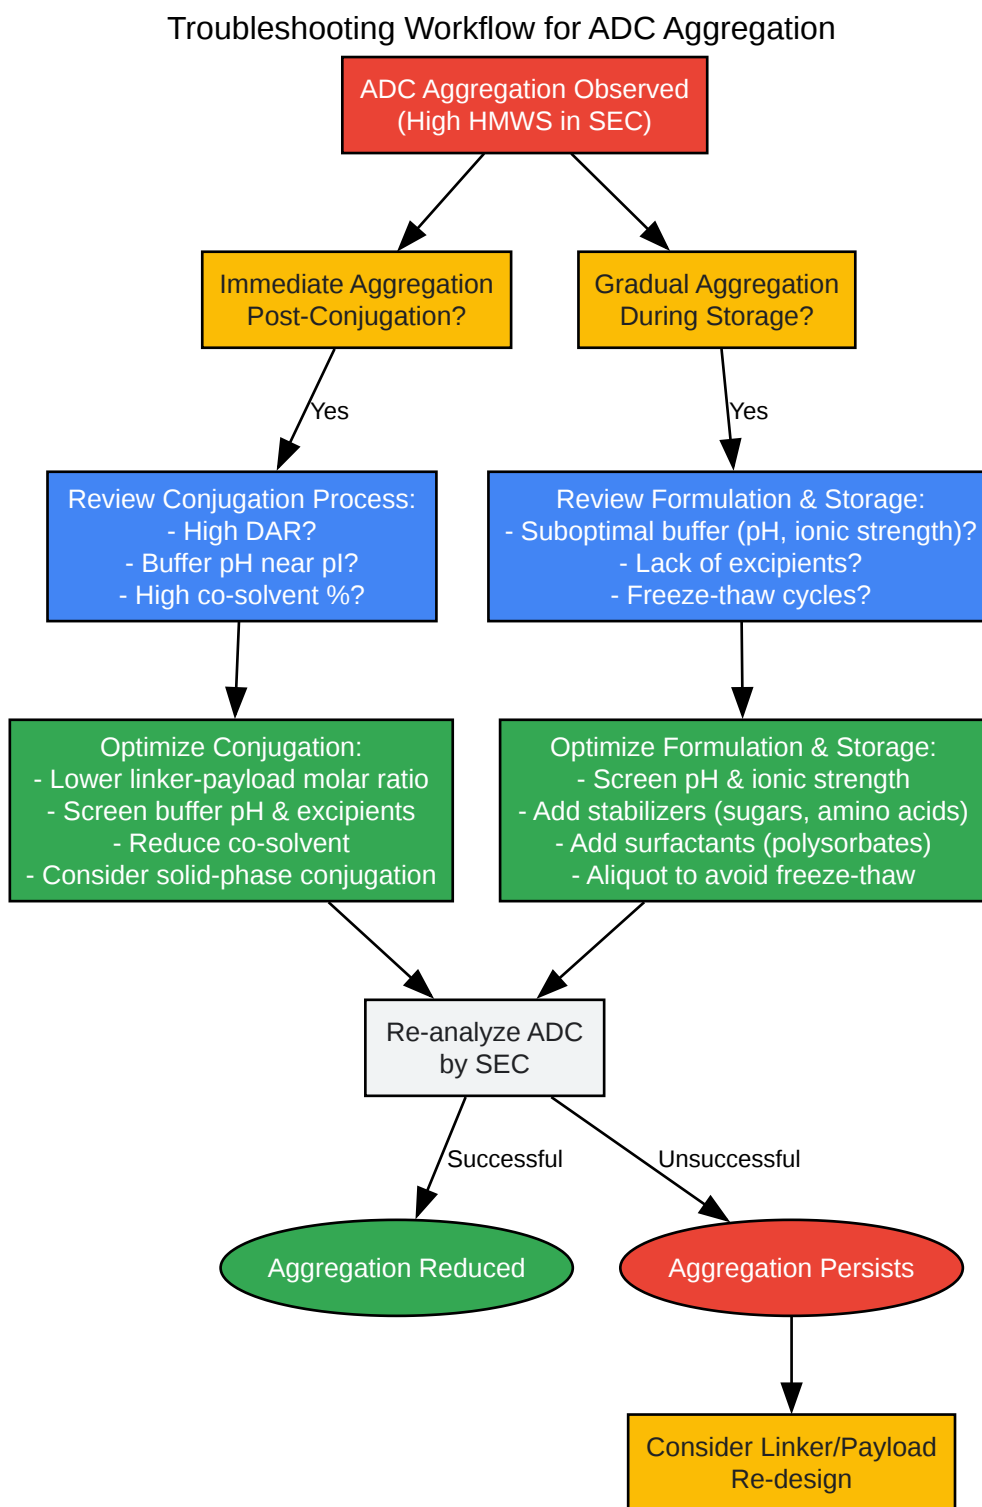 Troubleshooting Workflow for ADC Aggregation
ADC Aggregation Observed
(High HMWS in SEC)
Immediate Aggregation
Post-Conjugation?
Gradual Aggregation
During Storage?
Yes
Yes
Review Conjugation Process:
- High DAR?
- Buffer pH near pI?
- High co-solvent %?
Review Formulation & Storage:
- Suboptimal buffer (pH, ionic strength)?
- Lack of excipients?
- Freeze-thaw cycles?
Optimize Conjugation:
- Lower linker-payload molar ratio
- Screen buffer pH & excipients
- Reduce co-solvent
- Consider solid-phase conjugation
Optimize Formulation & Storage:
- Screen pH & ionic strength
- Add stabilizers (sugars, amino acids)
- Add surfactants (polysorbates)
- Aliquot to avoid freeze-thaw
Re-analyze ADC
by SEC
Successful
Unsuccessful
Aggregation Reduced
Aggregation Persists
Consider Linker/Payload
Re-design